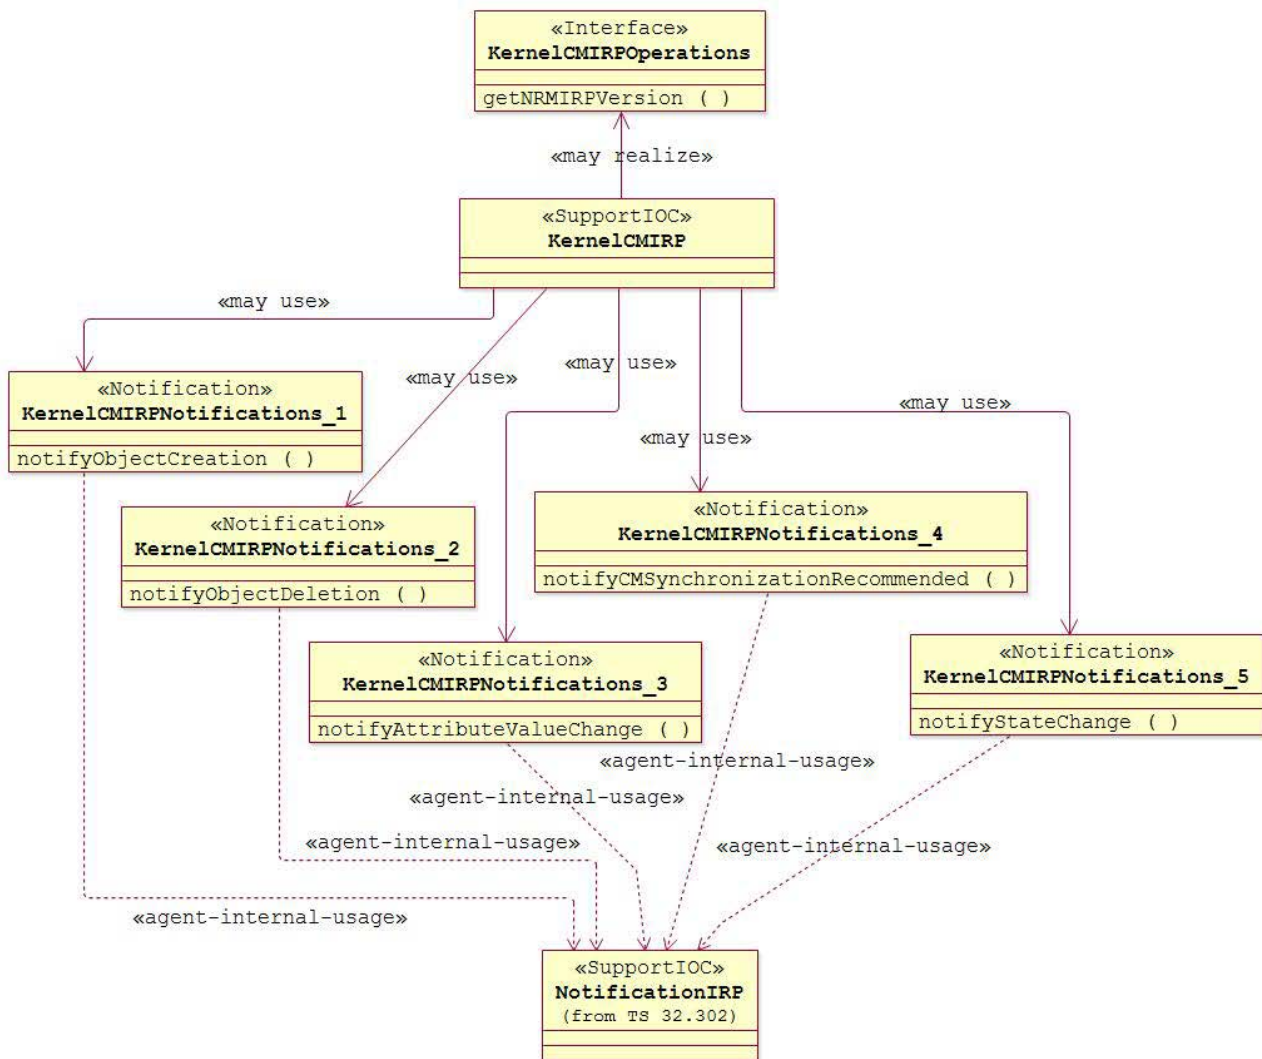 «Interface»
KernelCMIRPOperations
getNRMIRPVersion ( )
«may realize»
«SupportIOC»
KernelCMIRP
«may use»
«may use»
«may use»
«may use»
«may use»
«Notification»
KernelCMIRPNotifications_1
notifyObjectCreation ( )
«Notification»
KernelCMIRPNotifications_2
notifyObjectDeletion ( )
«Notification»
KernelCMIRPNotifications_4
notifyCMSynchronizationRecommended ( )
«Notification»
KernelCMIRPNotifications_3
notifyAttributeValueChange ( )
«Notification»
KernelCMIRPNotifications_5
notifyStateChange ( )
«agent-internal-usage»
«agent-internal-usage»
«agent-internal-usage»
«agent-internal-usage»
«agent-internal-usage»
«SupportIOC»
NotificationIRP
(from TS 32.302)